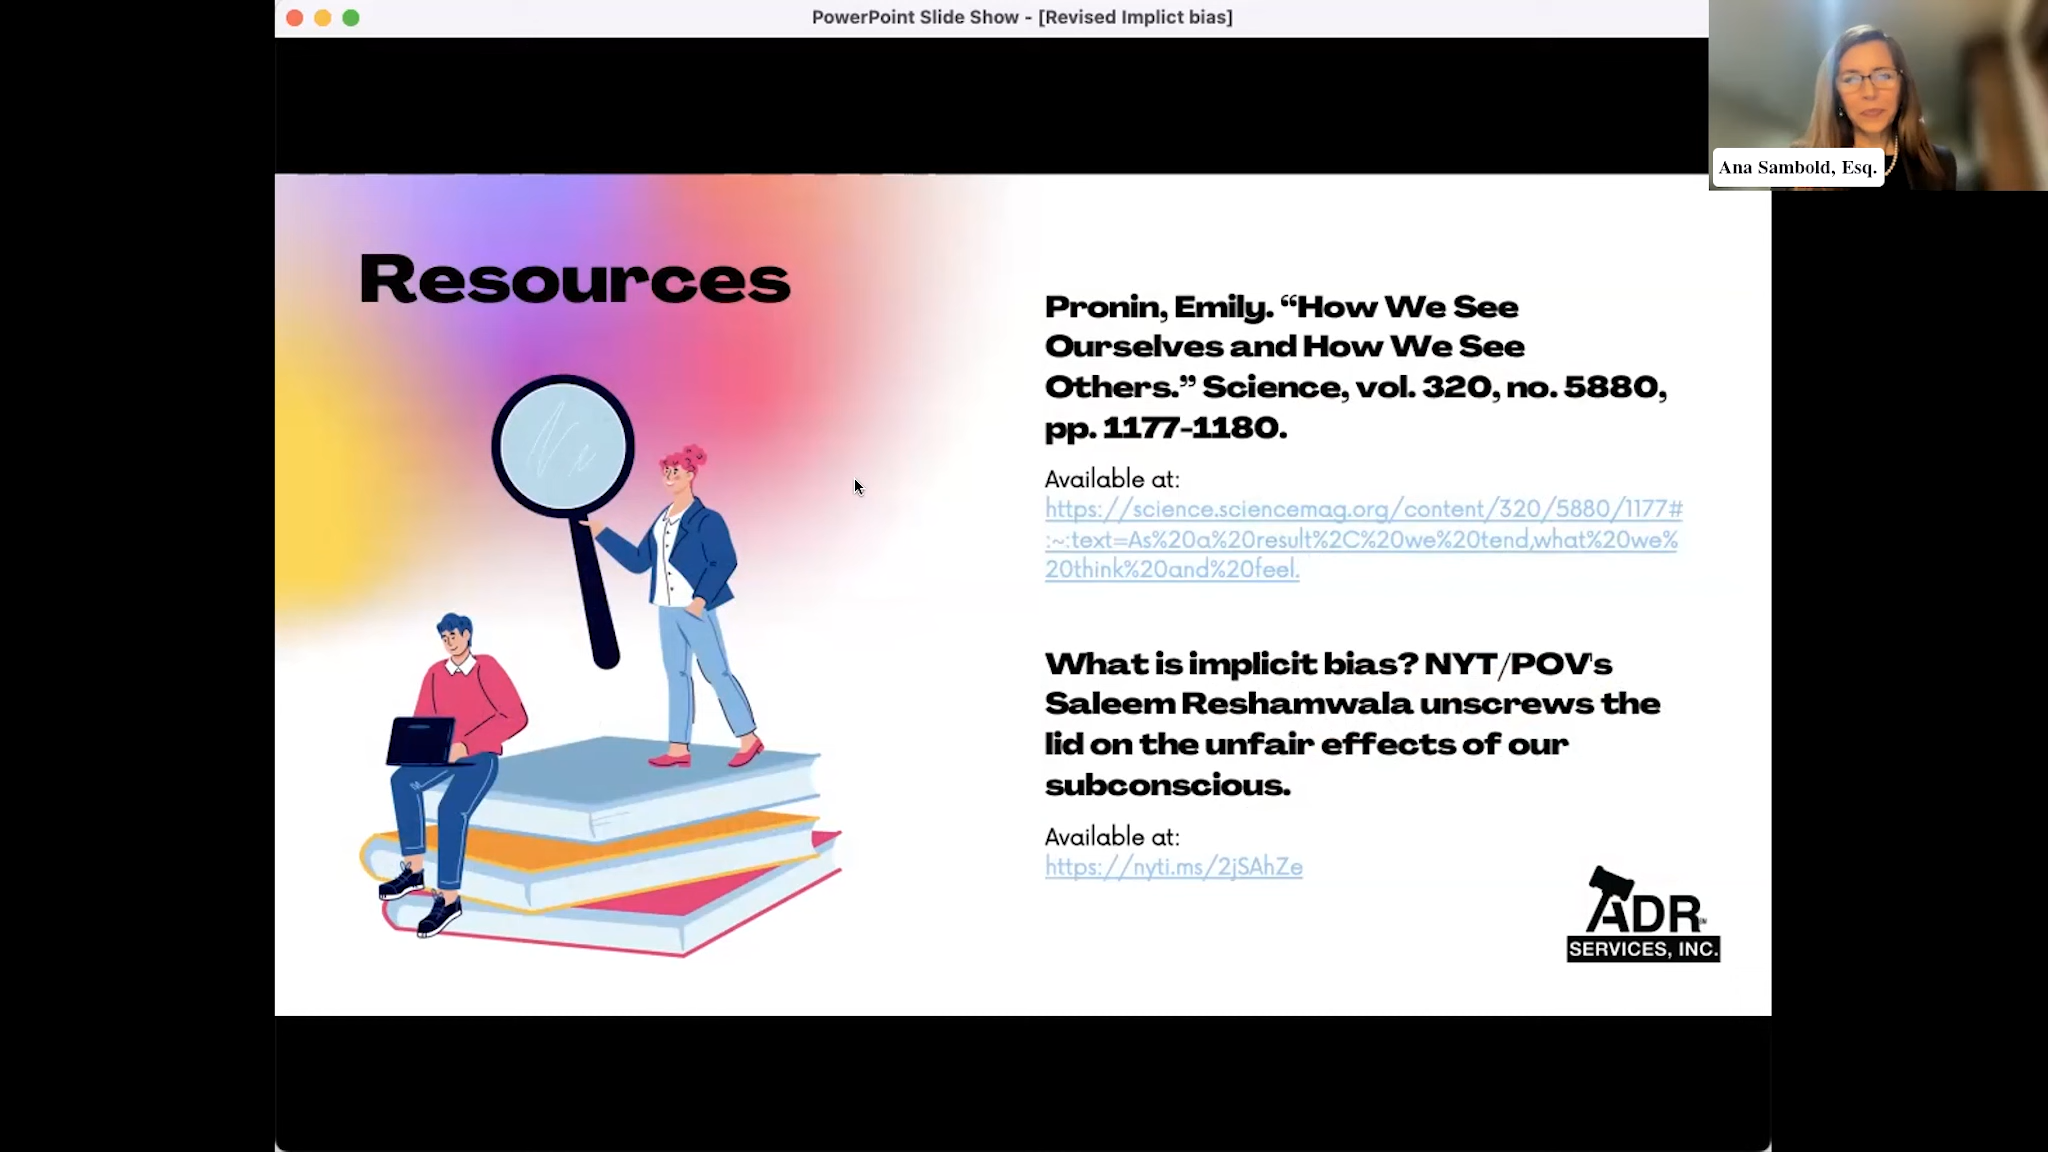 PowerPoint Slide Show - [Revised Implict bias]
Ana Sambold, Esq.
Resources
Pronin, Emily. “How We See
Ourselves and How We See
Others.” Science, vol. 320, no. 5880,
pp. 1177-1180.
Available at:
https://science.sciencemag.org/content/320/5880/1177#
:~:text=As%20a%20result%2C%20we%20tend,what%20we%
20think%20and%20feel.
What is implicit bias? NYT/POV's
Saleem Reshamwala unscrews the
lid on the unfair effects of our
subconscious.
Available at:
https://nyti.ms/2jSAhZe
ADR
SERVICES, INC.